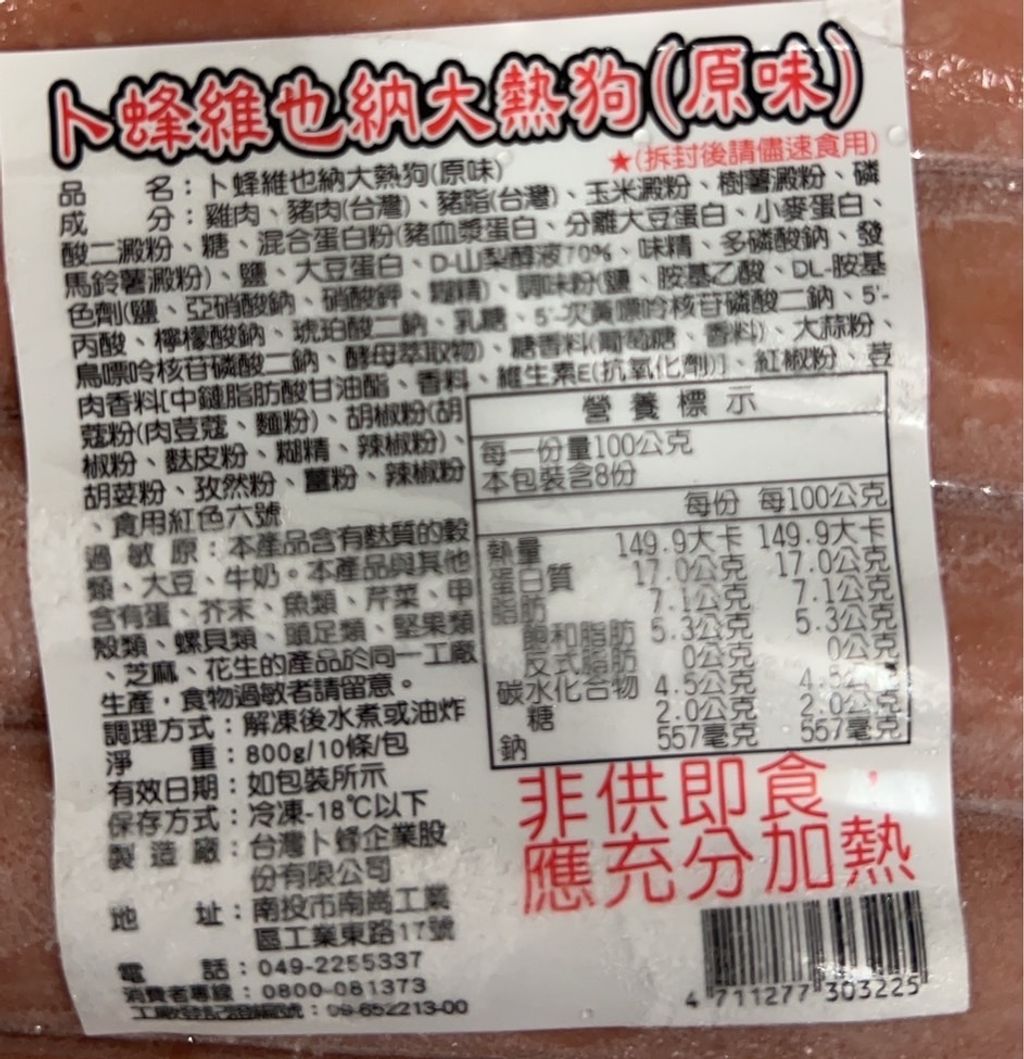 卜蜂維也納大熱狗(原味)
★(拆封後請儘速食用)
品 名：卜蜂維也納大熱狗(原味)
成 分：雞肉、豬肉(台灣)、豬脂(台灣)、玉米澱粉、樹薯澱粉、磷
酸二澱粉、糖、混合蛋白粉(豬血漿蛋白、分離大豆蛋白、小麥蛋白、
馬鈴薯澱粉)、鹽、大豆蛋白、D-山梨醇液70%、味精、多磷酸鈉、發
色劑(鹽、亞硝酸鈉、硝酸鉀、糊精)、調味粉(鹽、胺基乙酸、DL-胺基
丙酸、檸檬酸鈉、琥珀酸二鈉、乳糖、5'-次黃嘌呤核苷磷酸二鈉、5'-
鳥嘌呤核苷磷酸二鈉、酵母萃取物)、糖香料(葡萄糖、香料)、大蒜粉、
肉香料[中鏈脂肪酸甘油酯、香料、維生素E(抗氧化劑)]、紅椒粉、荳
蔻粉(肉荳蔻、麵粉)、胡椒粉(胡
椒粉、麩皮粉、糊精、辣椒粉)、
胡荽粉、孜然粉、薑粉、辣椒粉
、食用紅色六號
過 敏 原：本產品含有麩質的穀
類、大豆、牛奶。本產品與其他
含有蛋、芥末、魚類、芹菜、甲
殼類、螺貝類、頭足類、堅果類
、芝麻、花生的產品於同一工廠
生產，食物過敏者請留意。
調理方式：解凍後水煮或油炸
淨 重：800g/10條/包
有效日期：如包裝所示
保存方式：冷凍-18℃以下
製 造 廠：台灣卜蜂企業股
份有限公司
地 址：南投市南崗工業
區工業東路17號
電 話：049-2255337
消費者專線：0800-081373
工廠登記證編號：99-652213-00
營養標示
每一份量100公克
本包裝含8份
每份 每100公克
熱量 149.9大卡 149.9大卡
蛋白質 17.0公克 17.0公克
脂肪 7.1公克 7.1公克
飽和脂肪 5.3公克 5.3公克
反式脂肪 0公克 0公克
碳水化合物 4.5公克 4.5公克
糖 2.0公克 2.0公克
鈉 557毫克 557毫克
非供即食，
應充分加熱
4 711277 303225